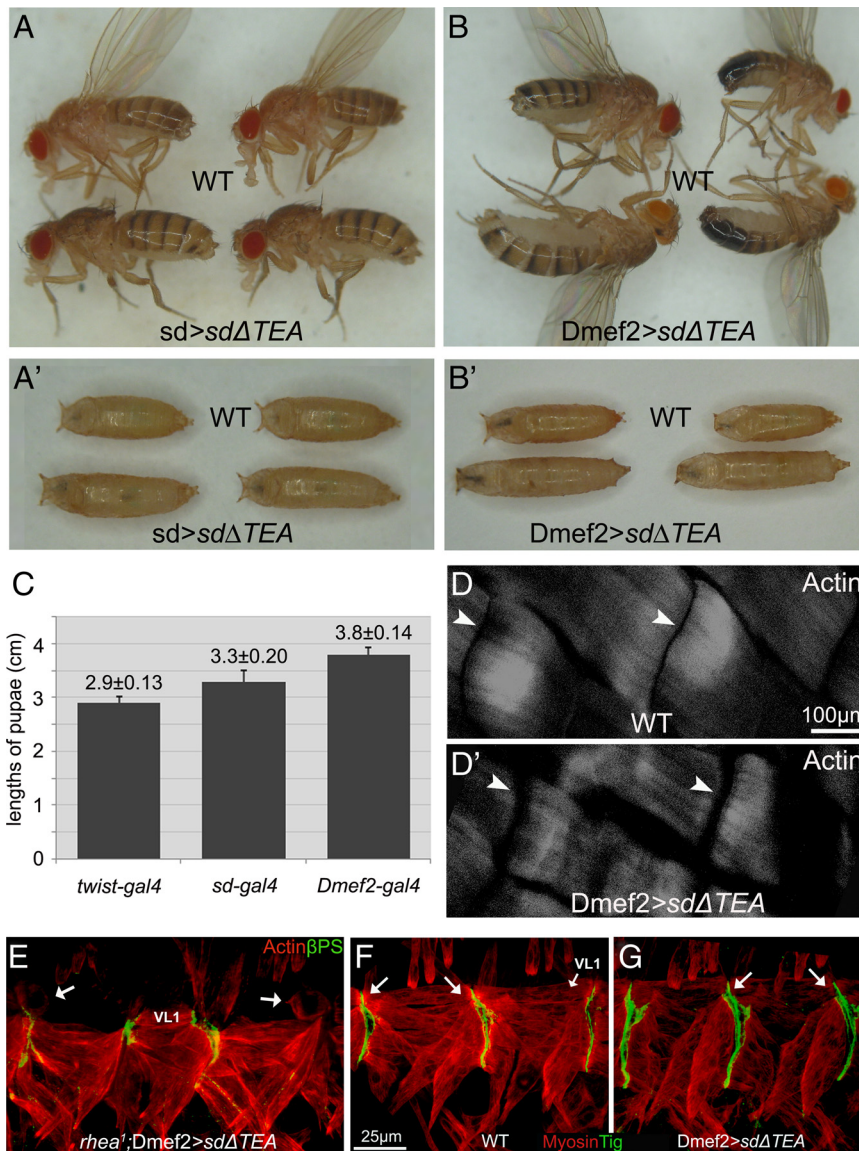 A
WT
sd>sdΔTEA
B
WT
Dmef2>sdΔTEA
A'
WT
sd>sdΔTEA
B'
WT
Dmef2>sdΔTEA
C
lengths of pupae (cm)
4
3
2
1
0
2.9±0.13
3.3±0.20
3.8±0.14
twist-gal4
sd-gal4
Dmef2-gal4
D
Actin
WT
100µm
D'
Actin
Dmef2>sdΔTEA
E
ActinβPS
VL1
rhea¹;Dmef2>sdΔTEA
F
VL1
25µm
WT
MyosinTig
G
Dmef2>sdΔTEA